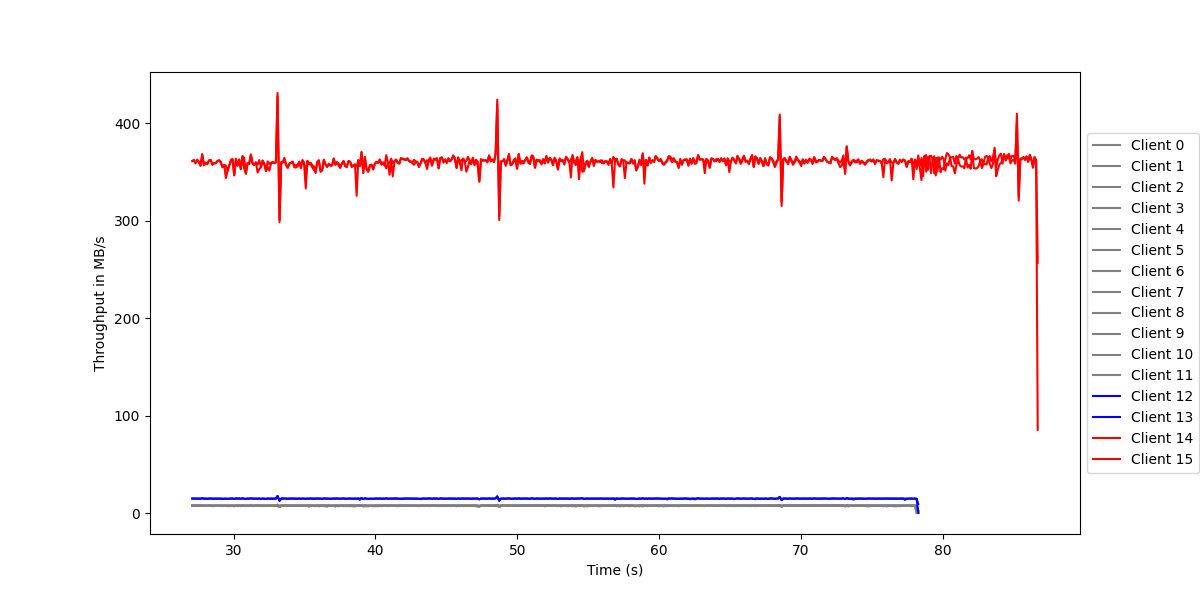 400
300
200
100
0
Throughput in MB/s
30
40
50
60
70
80
Time (s)
Client 0
Client 1
Client 2
Client 3
Client 4
Client 5
Client 6
Client 7
Client 8
Client 9
Client 10
Client 11
Client 12
Client 13
Client 14
Client 15